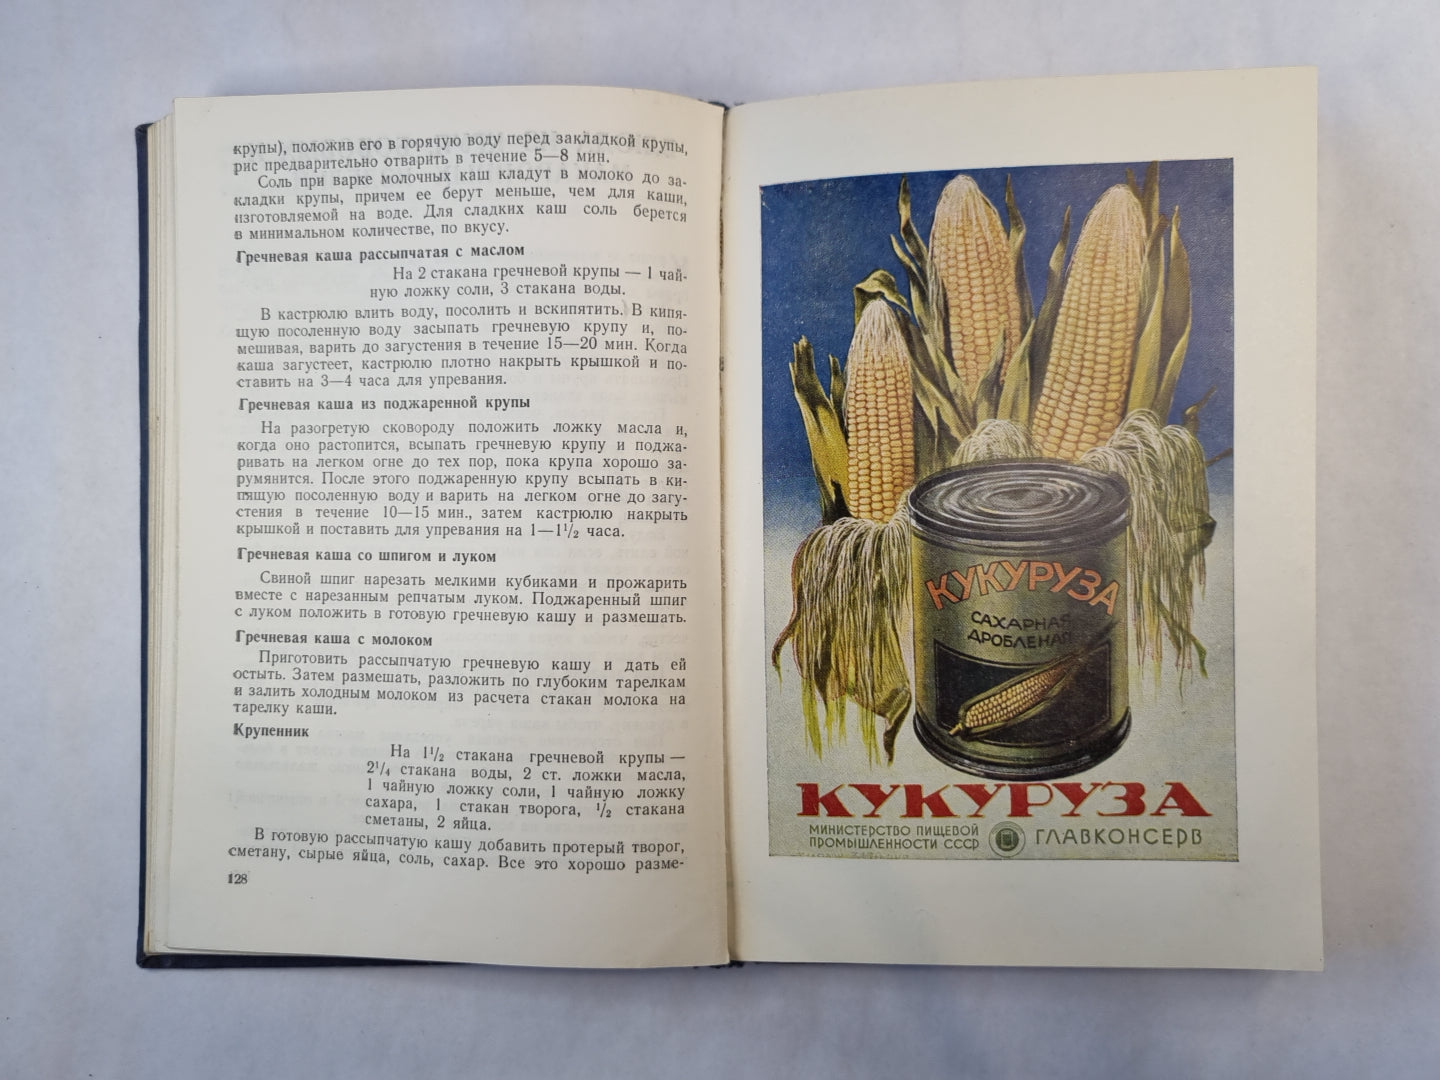 крупы), положив его в горячую воду перед закладкой крупы,
рис предварительно отварить в течение 5—8 мин.
Соль при варке молочных каш кладут в молоко до за-
кладки крупы, причем ее берут меньше, чем для каши,
изготовляемой на воде. Для сладких каш соль берется
в минимальном количестве, по вкусу.
Гречневая каша рассыпчатая с маслом
На 2 стакана гречневой крупы — 1 чай-
ную ложку соли, 3 стакана воды.
В кастрюлю влить воду, посолить и вскипятить. В кипя-
щую посоленную воду засыпать гречневую крупу и, по-
мешивая, варить до загустения в течение 15—20 мин. Когда
каша загустеет, кастрюлю плотно накрыть крышкой и по-
ставить на 3—4 часа для упревания.
Гречневая каша из поджаренной крупы
На разогретую сковороду положить ложку масла и,
когда оно растопится, всыпать гречневую крупу и поджа-
ривать на легком огне до тех пор, пока крупа хорошо за-
румянится. После этого поджаренную крупу всыпать в ки-
пящую посоленную воду и варить на легком огне до загу-
стения в течение 10—15 мин., затем кастрюлю накрыть
крышкой и поставить для упревания на 1—1½ часа.
Гречневая каша со шпигом и луком
Свиной шпиг нарезать мелкими кубиками и прожарить
вместе с нарезанным репчатым луком. Поджаренный шпиг
с луком положить в готовую гречневую кашу и размешать.
Гречневая каша с молоком
Приготовить рассыпчатую гречневую кашу и дать ей
остыть. Затем размешать, разложить по глубоким тарелкам
и залить холодным молоком из расчета стакан молока на
тарелку каши.
Крупенник
На 1½ стакана гречневой крупы —
2¼ стакана воды, 2 ст. ложки масла,
1 чайную ложку соли, 1 чайную ложку
сахара, 1 стакан творога, ½ стакана
сметаны, 2 яйца.
В готовую рассыпчатую кашу добавить протерый творог,
сметану, сырые яйца, соль, сахар. Все это хорошо разме-
128
КУКУРУЗА
САХАРНАЯ
ДРОБЛЕНАЯ
КУКУРУЗА
МИНИСТЕРСТВО ПИЩЕВОЙ
ПРОМЫШЛЕННОСТИ СССР
ГЛАВКОНСЕРВ